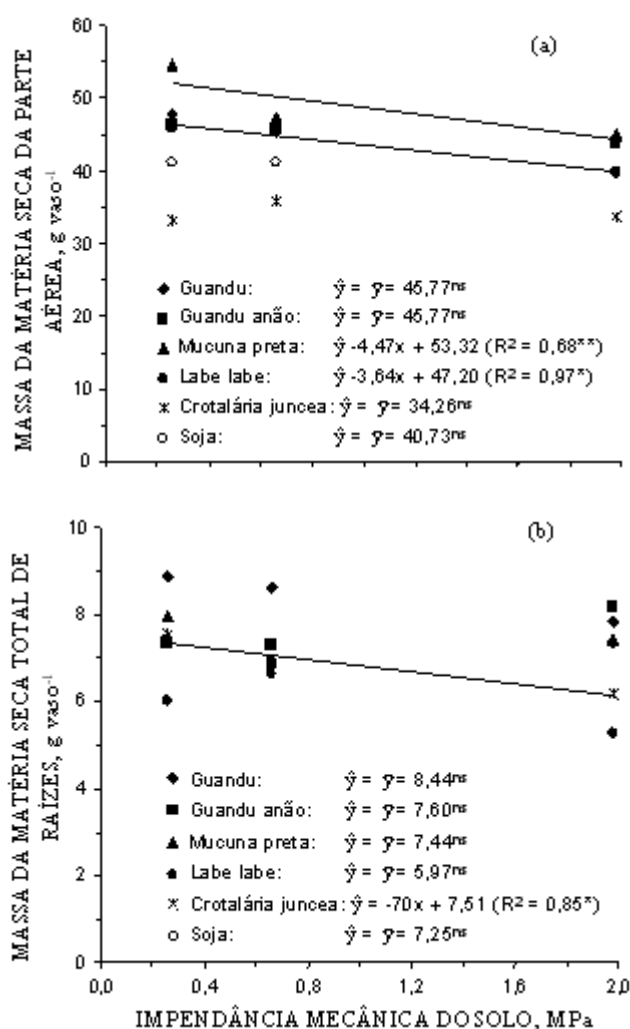 MASSA DA MATÉRIA SECA DA PARTE
AÉREA, g vaso-1
60
50
40
30
20
10
0
(a)
Guandu: ŷ = ȳ = 45,77ns
Guandu anão: ŷ = ȳ = 45,77ns
Mucuna preta: ŷ -4,47x + 53,32 (R² = 0,68**)
Labe labe: ŷ -3,64x + 47,20 (R² = 0,97*)
Crotalária juncea: ŷ = ȳ = 34,26ns
Soja: ŷ = ȳ = 40,73ns
MASSA DA MATÉRIA SECA TOTAL DE
RAÍZES, g vaso-1
10
8
6
4
2
0
(b)
Guandu: ŷ = ȳ = 8,44ns
Guandu anão: ŷ = ȳ = 7,60ns
Mucuna preta: ŷ = ȳ = 7,44ns
Labe labe: ŷ = ȳ = 5,97ns
Crotalária juncea: ŷ = -70x + 7,51 (R² = 0,85*)
Soja: ŷ = ȳ = 7,25ns
0,0 0,4 0,8 1,2 1,6 2,0
IMPENDÂNCIA MECÂNICA DOSOLO, MPa